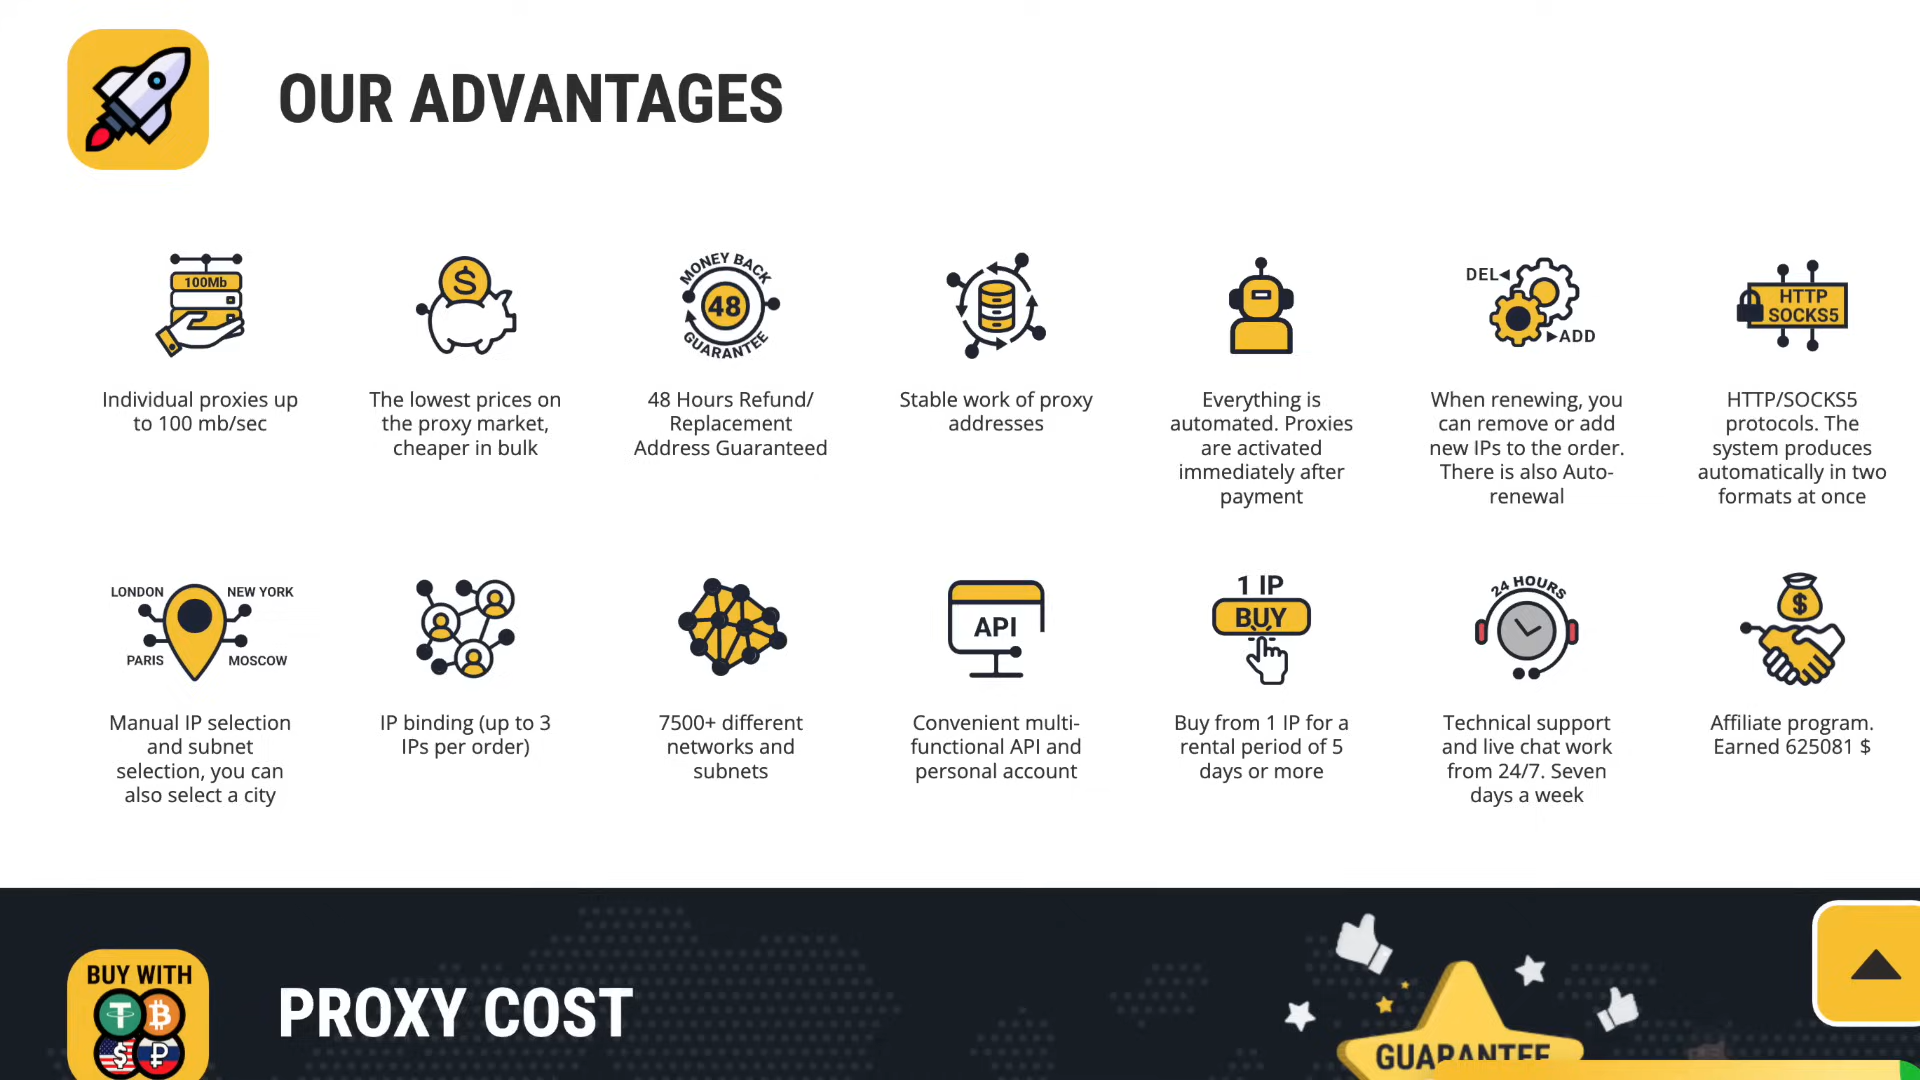 OUR ADVANTAGES
100Mb
Individual proxies up
to 100 mb/sec
$
The lowest prices on
the proxy market,
cheaper in bulk
MONEY BACK
48
GUARANTEE
48 Hours Refund/
Replacement
Address Guaranteed
Stable work of proxy
addresses
Everything is
automated. Proxies
are activated
immediately after
payment
DEL
ADD
When renewing, you
can remove or add
new IPs to the order.
There is also Auto-
renewal
HTTP
SOCKS5
HTTP/SOCKS5
protocols. The
system produces
automatically in two
formats at once
LONDON
NEW YORK
PARIS
MOSCOW
Manual IP selection
and subnet
selection, you can
also select a city
IP binding (up to 3
IPs per order)
7500+ different
networks and
subnets
API
Convenient multi-
functional API and
personal account
1 IP
BUY
Buy from 1 IP for a
rental period of 5
days or more
24 HOURS
Technical support
and live chat work
from 24/7. Seven
days a week
$
Affiliate program.
Earned 625081 $
BUY WITH
$ ₽
PROXY COST
GUARANTEE